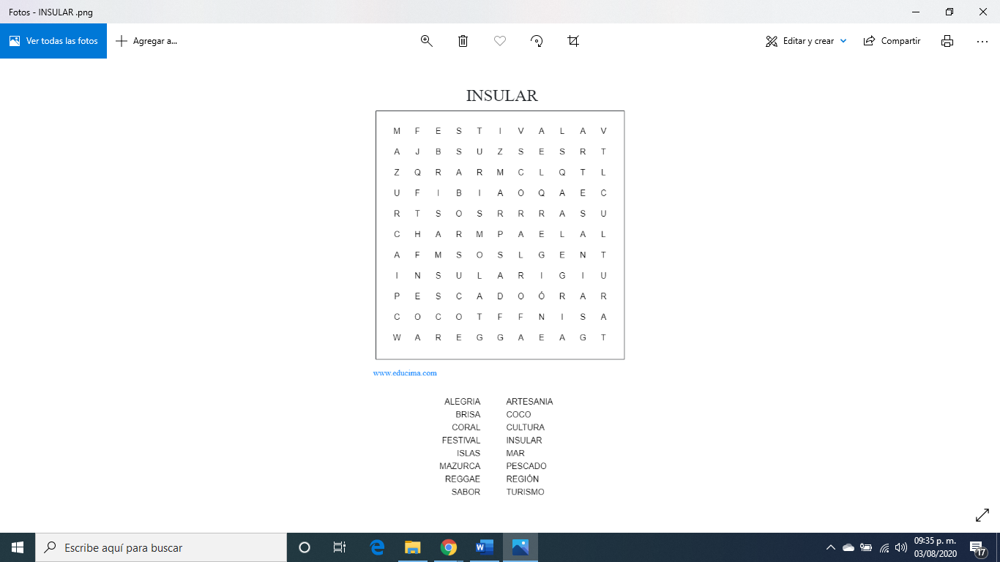 Fotos - INSULAR .png
Ver todas las fotos
Agregar a...
Editar y crear
Compartir
INSULAR
M F E S T I V A L A V
A J B S U Z S E S R T
Z Q R A R M C L Q T L
U F I B I A O Q A E C
R T S O S R R R A S U
C H A R M P A E L A L
A F M S O S L G E N T
I N S U L A R I G I U
P E S C A D O Ó R A R
C O C O T F F N I S A
W A R E G G A E A G T
www.educima.com
ALEGRIA ARTESANIA
BRISA COCO
CORAL CULTURA
FESTIVAL INSULAR
ISLAS MAR
MAZURCA PESCADO
REGGAE REGIÓN
SABOR TURISMO
Escribe aquí para buscar
09:35 p. m.
03/08/2020
17